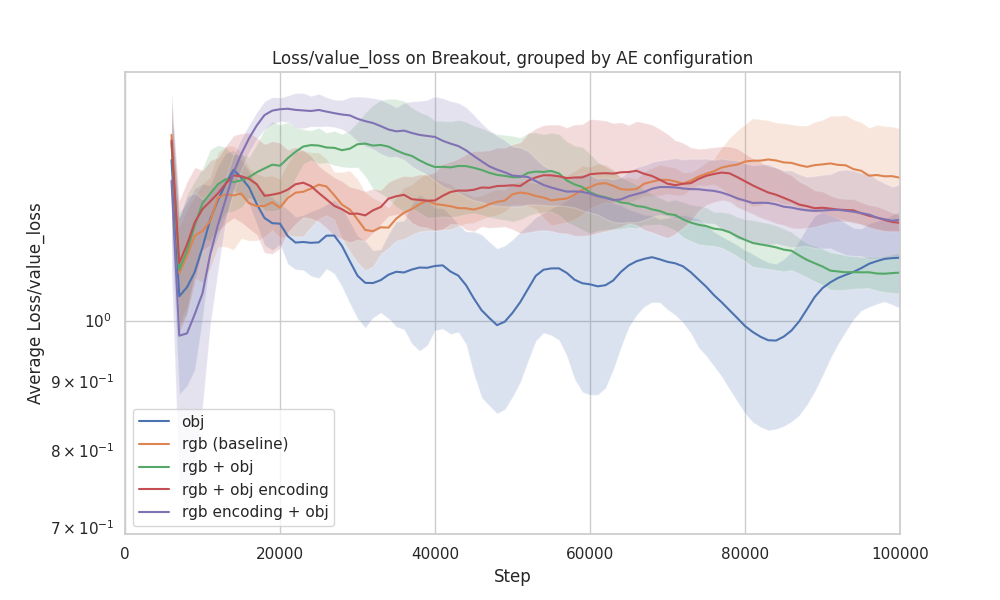 Loss/value_loss on Breakout, grouped by AE configuration
Average Loss/value_loss
10⁰
9 × 10⁻¹
8 × 10⁻¹
7 × 10⁻¹
obj
rgb (baseline)
rgb + obj
rgb + obj encoding
rgb encoding + obj
0 20000 40000 60000 80000 100000
Step